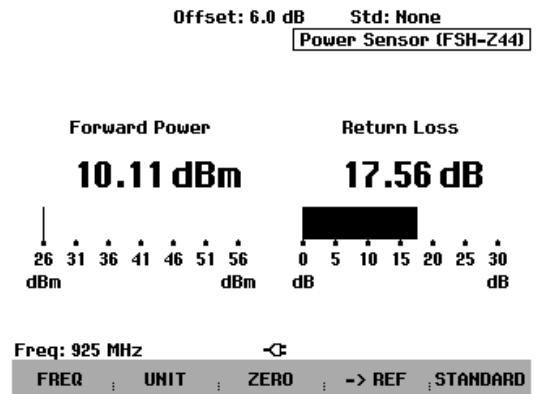 Offset: 6.0 dB Std: None
Power Sensor (FSH-Z44)
Forward Power Return Loss
10.11 dBm 17.56 dB
26 31 36 41 46 51 56 0 5 10 15 20 25 30
dBm dBm dB dB
Freq: 925 MHz
FREQ UNIT ZERO -> REF STANDARD